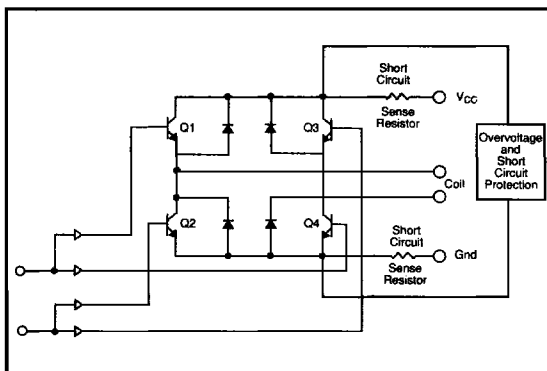 Short
Circuit
VCC
Sense
Resistor
Q1
Q3
Overvoltage
and
Short
Circuit
Protection
Coil
Q2
Q4
Short
Circuit
Gnd
Sense
Resistor